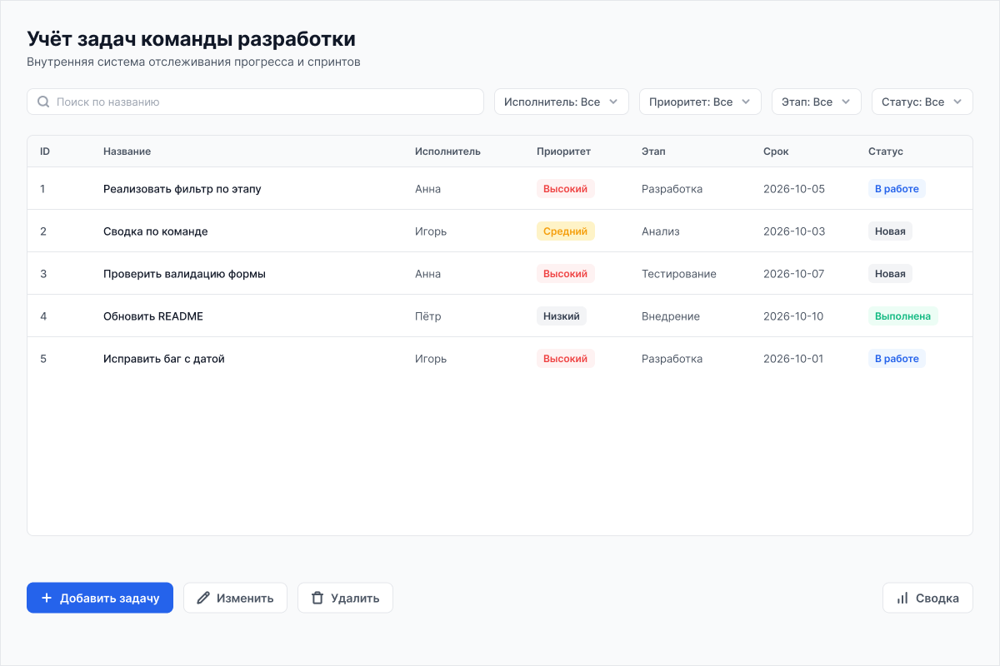 Учёт задач команды разработки
Внутренняя система отслеживания прогресса и спринтов
Поиск по названию Исполнитель: Все Приоритет: Все Этап: Все Статус: Все
ID Название Исполнитель Приоритет Этап Срок Статус
1 Реализовать фильтр по этапу Анна Высокий Разработка 2026-10-05 В работе
2 Сводка по команде Игорь Средний Анализ 2026-10-03 Новая
3 Проверить валидацию формы Анна Высокий Тестирование 2026-10-07 Новая
4 Обновить README Пётр Низкий Внедрение 2026-10-10 Выполнена
5 Исправить баг с датой Игорь Высокий Разработка 2026-10-01 В работе
Добавить задачу Изменить Удалить Сводка